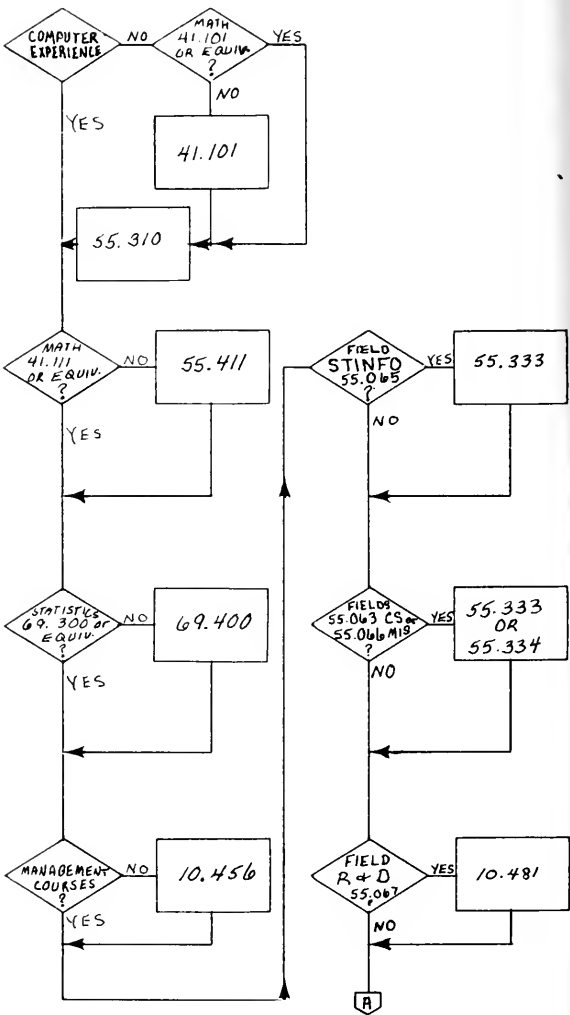 COMPUTER
EXPERIENCE
NO
MATH
41.101
OR EQUIV.
?
YES
NO
YES
41.101
55.310
MATH
41.111
OR EQUIV.
?
NO
55.411
YES
STATISTICS
69.300 or
EQUIV.
?
NO
69.400
YES
MANAGEMENT
COURSES
?
NO
10.456
YES
FIELD
STINFO
55.065
?
YES
55.333
NO
FIELDS
55.063 CS or
55.066 MIS
?
YES
55.333
OR
55.334
NO
FIELD
R & D
55.067
YES
10.481
NO
A